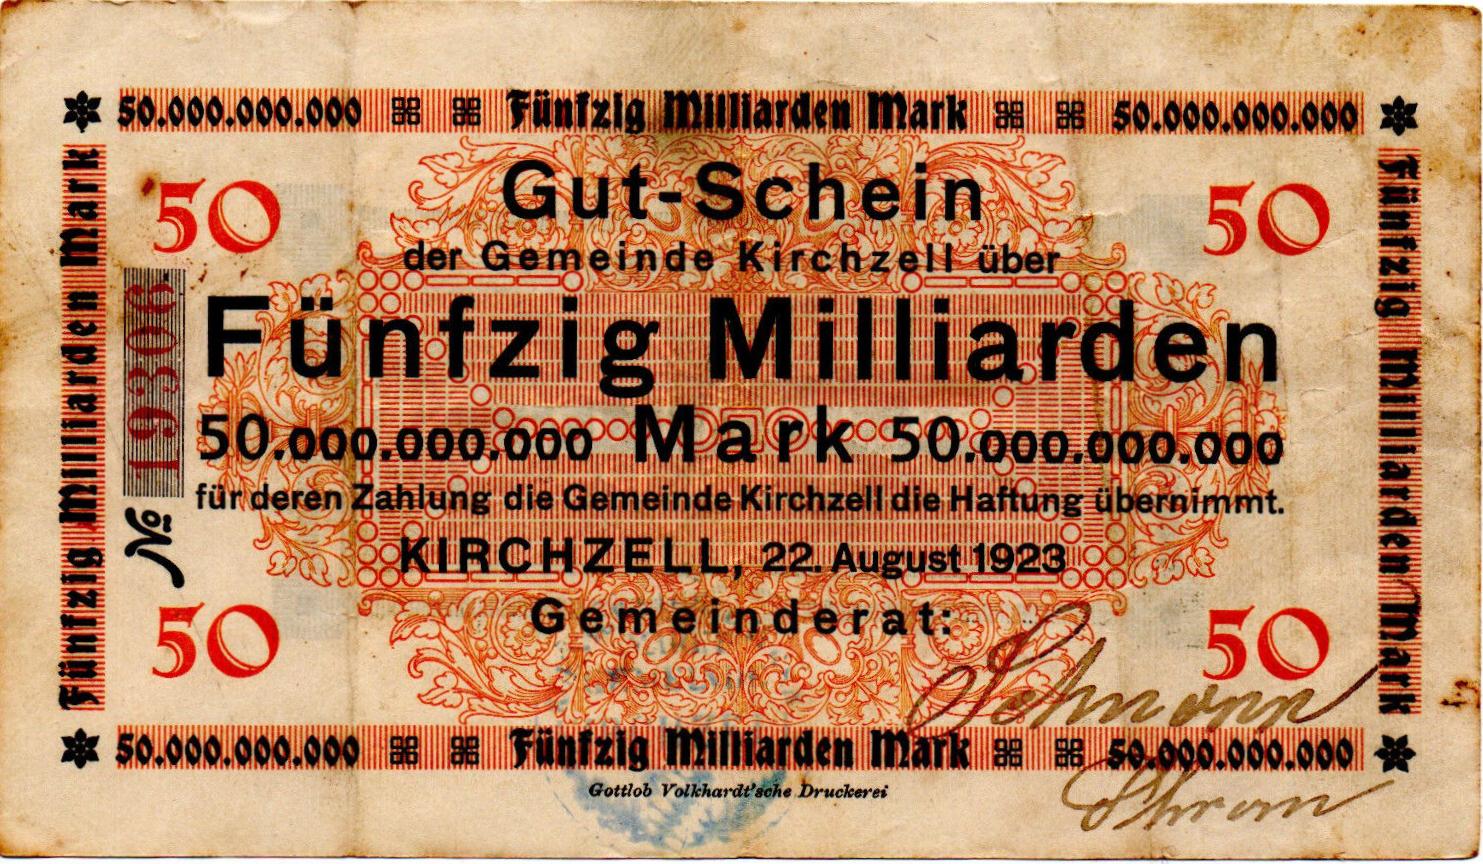 50.000.000.000 Fünfzig Milliarden Mark 50.000.000.000
50 50
Gut-Schein
der Gemeinde Kirchzell über
Fünfzig Milliarden
50.000.000.000 Mark 50.000.000.000
für deren Zahlung die Gemeinde Kirchzell die Haftung übernimmt.
KIRCHZELL, 22. August 1923
Gemeinderat:
50 50
50.000.000.000 Fünfzig Milliarden Mark 50.000.000.000
Gottlob Volkhardt'sche Druckerei
Fünfzig Milliarden Mark
№ 19306
Fünfzig Milliarden Mark